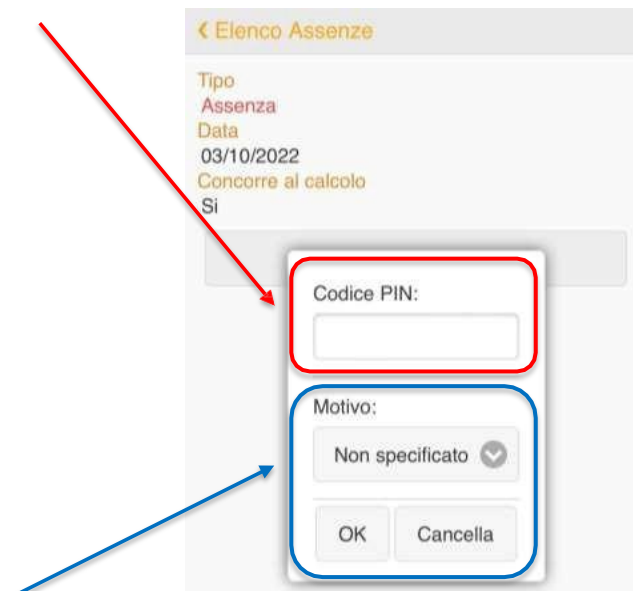 Elenco Assenze
Tipo
Assenza
Data
03/10/2022
Concorre al calcolo
Si
Codice PIN:
Motivo:
Non specificato
OK Cancella